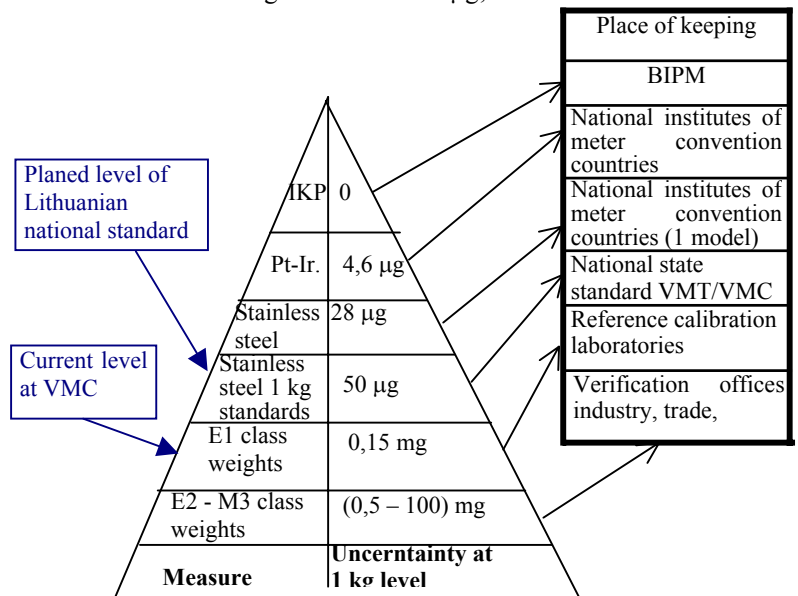 Place of keeping
BIPM
National institutes of
meter convention
countries
National institutes of
meter convention
countries (1 model)
National state
standard VMT/VMC
Reference calibration
laboratories
Verification offices
industry, trade,
Planed level of
Lithuanian
national standard
Current level
at VMC
IKP 0
Pt-Ir. 4,6 μg
Stainless
steel
28 μg
Stainless
steel 1 kg
standards
50 μg
E1 class
weights
0,15 mg
E2 - M3 class
weights
(0,5 – 100) mg
Measure
Uncerntainty at
1 kg level